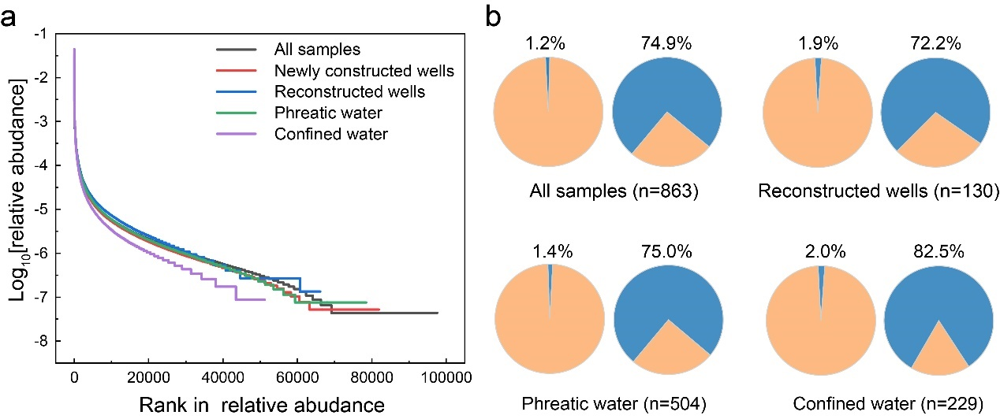 a
-1
-2
-3
-4
-5
-6
-7
-8
Log10[relative abudance]
All samples
Newly constructed wells
Reconstructed wells
Phreatic water
Confined water
0
20000
40000
60000
80000
100000
Rank in  relative abudance
b
1.2%
74.9%
1.9%
72.2%
All samples (n=863)
Reconstructed wells (n=130)
1.4%
75.0%
2.0%
82.5%
Phreatic water (n=504)
Confined water (n=229)